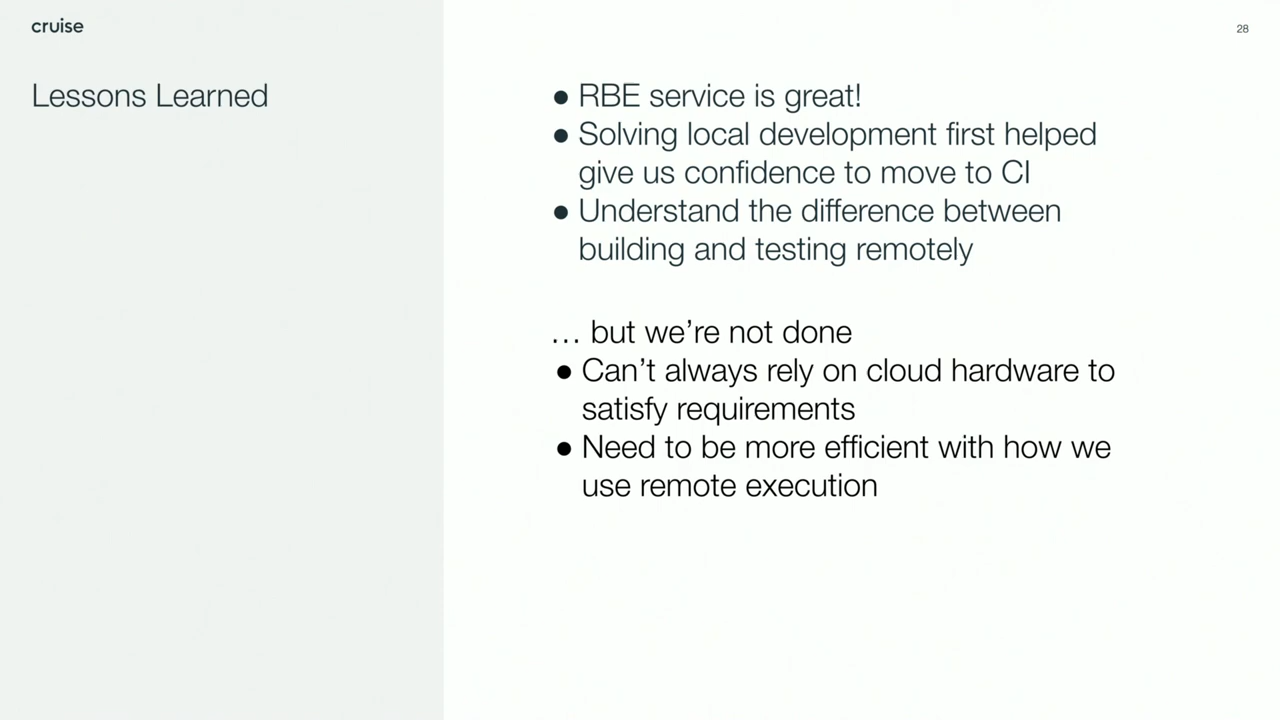 cruise
28
Lessons Learned
● RBE service is great!
● Solving local development first helped
give us confidence to move to CI
● Understand the difference between
building and testing remotely
… but we’re not done
● Can’t always rely on cloud hardware to
satisfy requirements
● Need to be more efficient with how we
use remote execution